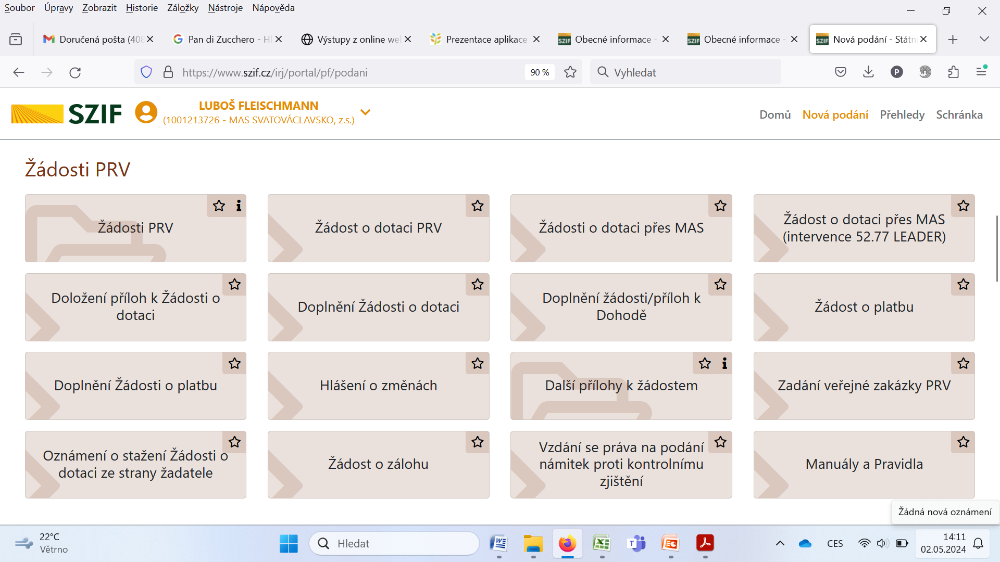 Soubor Úpravy Zobrazit Historie Záložky Nástroje Nápověda
Doručená pošta (408 Pan di Zucchero - Hl Výstupy z online we Prezentace aplikace Obecné informace - Obecné informace - Nová podání - Státn
https://www.szif.cz/irj/portal/pf/podani 90 % Vyhledat
SZIF LUBOŠ FLEISCHMANN
(1001213726 - MAS SVATOVÁCLAVSKO, z.s.)
Domů Nová podání Přehledy Schránka
Žádosti PRV
Žádosti PRV
Žádost o dotaci PRV
Žádosti o dotaci přes MAS
Žádost o dotaci přes MAS
(intervence 52.77 LEADER)
Doložení příloh k Žádosti o
dotaci
Doplnění Žádosti o dotaci
Doplnění žádosti/příloh k
Dohodě
Žádost o platbu
Doplnění Žádosti o platbu
Hlášení o změnách
Další přílohy k žádostem
Zadání veřejné zakázky PRV
Oznámení o stažení Žádosti o
dotaci ze strany žadatele
Žádost o zálohu
Vzdání se práva na podání
námitek proti kontrolnímu
zjištění
Manuály a Pravidla
Žádná nová oznámení
22°C
Větrno
Hledat
CES
14:11
02.05.2024